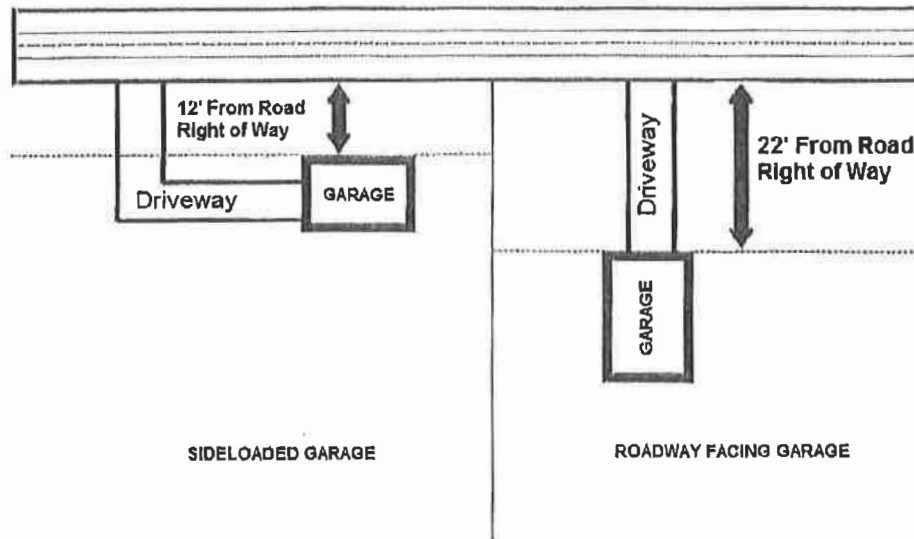 12' From Road
Right of Way
Driveway
GARAGE
SIDELOADED GARAGE
Driveway
22' From Road
Right of Way
GARAGE
ROADWAY FACING GARAGE